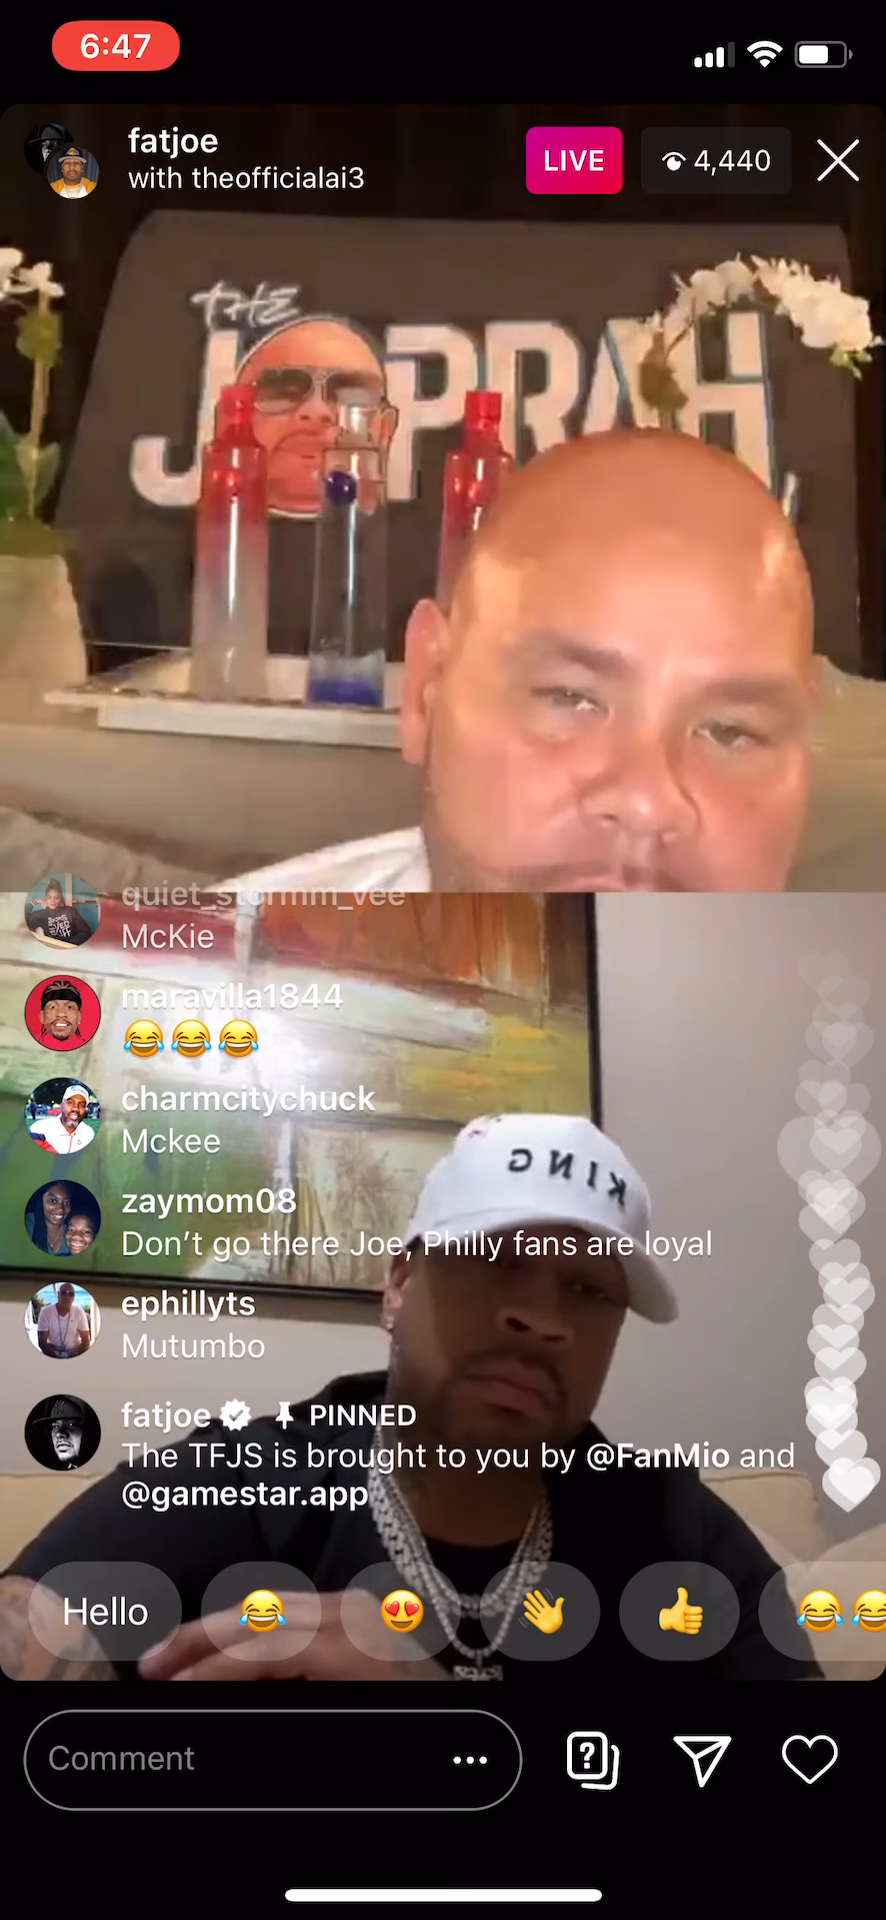 6:47
fatjoe
with theofficialai3
LIVE
4,440
THE
JOPRAH
quiet_stormm_vee
McKie
maravilla1844
😂😂😂
charmcitychuck
Mckee
KING
zaymom08
Don't go there Joe, Philly fans are loyal
ephillyts
Mutumbo
fatjoe PINNED
The TFJS is brought to you by @FanMio and
@gamestar.app
Hello 😂 😍 👋 👍 😂😂
Comment